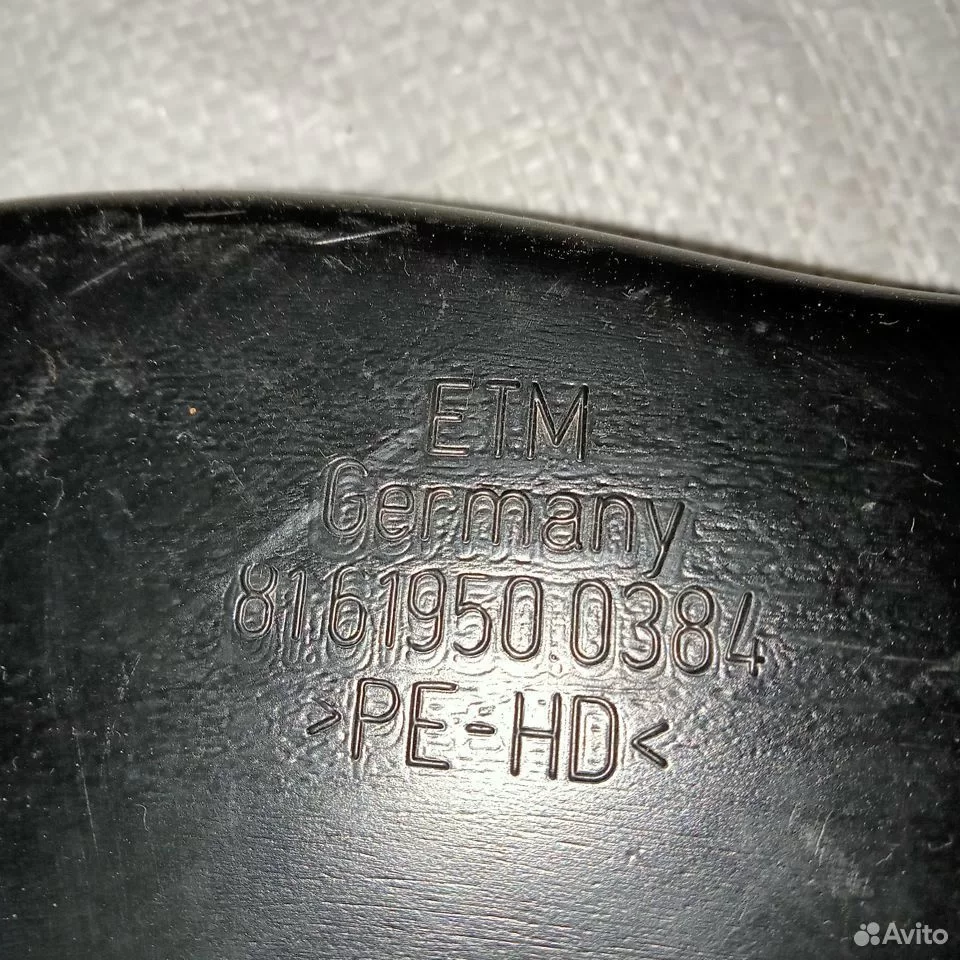 ETM
Germany
81.61950.0384
>PE-HD<
Avito